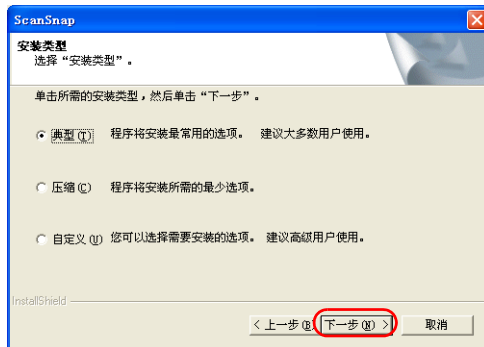 ScanSnap
安装类型
选择“安装类型”。
单击所需的安装类型，然后单击“下一步”。
典型(T) 程序将安装最常用的选项。 建议大多数用户使用。
压缩(C) 程序将安装所需的最少选项。
自定义(U) 您可以选择需要安装的选项。 建议高级用户使用。
InstallShield
< 上一步(B) 下一步(N) > 取消